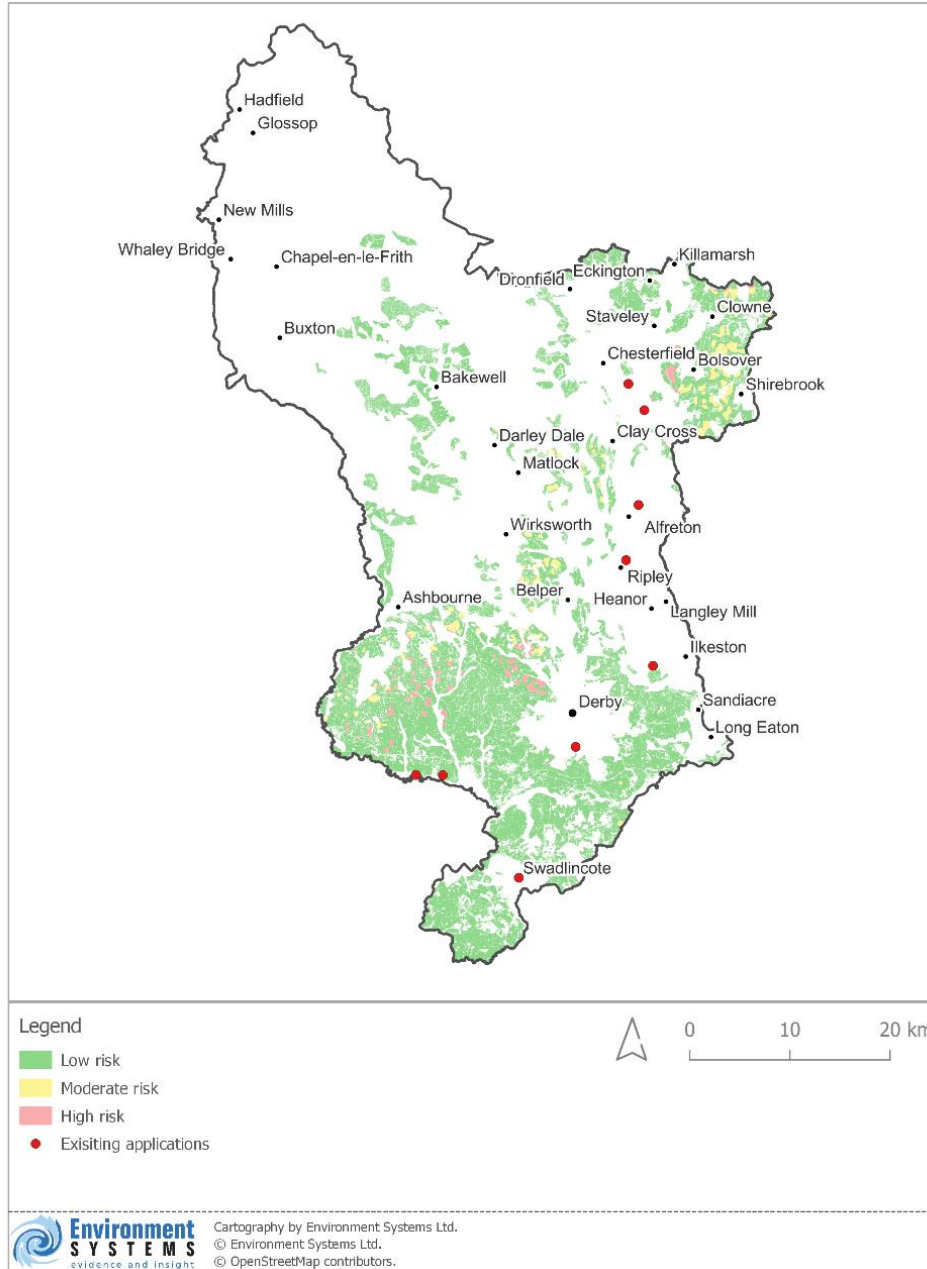 Hadfield
Glossop
New Mills
Whaley Bridge
Chapel-en-le-Frith
Killamarsh
Eckington
Dronfield
Clowne
Staveley
Buxton
Chesterfield
Bolsover
Bakewell
Shirebrook
Darley Dale
Clay Cross
Matlock
Wirksworth
Alfreton
Ripley
Belper
Ashbourne
Heanor
Langley Mill
Ilkeston
Derby
Sandiacre
Long Eaton
Swadlincote
Legend
Low risk
Moderate risk
High risk
Exisiting applications
0 10 20 km
Environment
SYSTEMS
evidence and insight
Cartography by Environment Systems Ltd.
© Environment Systems Ltd.
© OpenStreetMap contributors.